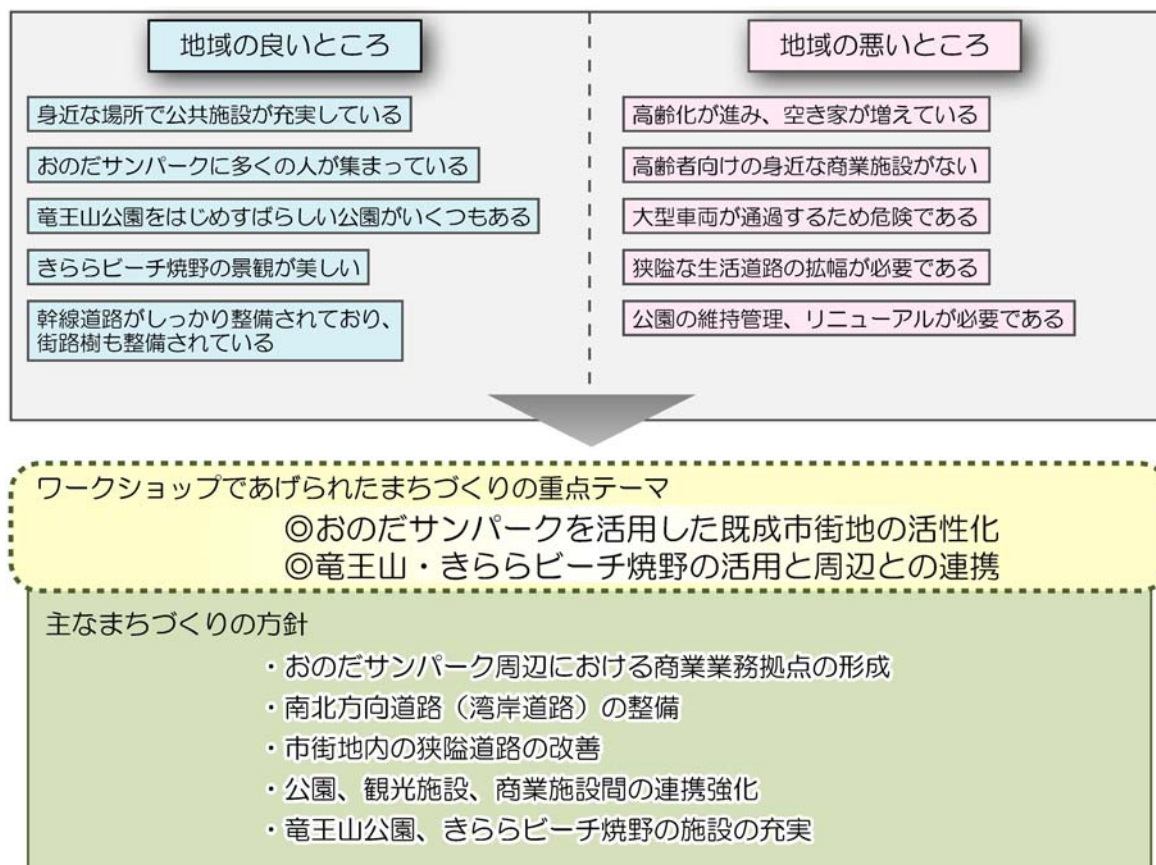 地域の良いところ
身近な場所で公共施設が充実している
おのだサンパークに多くの人が集まっている
竜王山公園をはじめすばらしい公園がいくつもある
きららビーチ焼野の景観が美しい
幹線道路がしっかり整備されており、
街路樹も整備されている
地域の悪いところ
高齢化が進み、空き家が増えている
高齢者向けの身近な商業施設がない
大型車両が通過するため危険である
狭隘な生活道路の拡幅が必要である
公園の維持管理、リニューアルが必要である
ワークショップであげられたまちづくりの重点テーマ
◎おのだサンパークを活用した既成市街地の活性化
◎竜王山・きららビーチ焼野の活用と周辺との連携
主なまちづくりの方針
・おのだサンパーク周辺における商業業務拠点の形成
・南北方向道路（湾岸道路）の整備
・市街地内の狭隘道路の改善
・公園、観光施設、商業施設間の連携強化
・竜王山公園、きららビーチ焼野の施設の充実